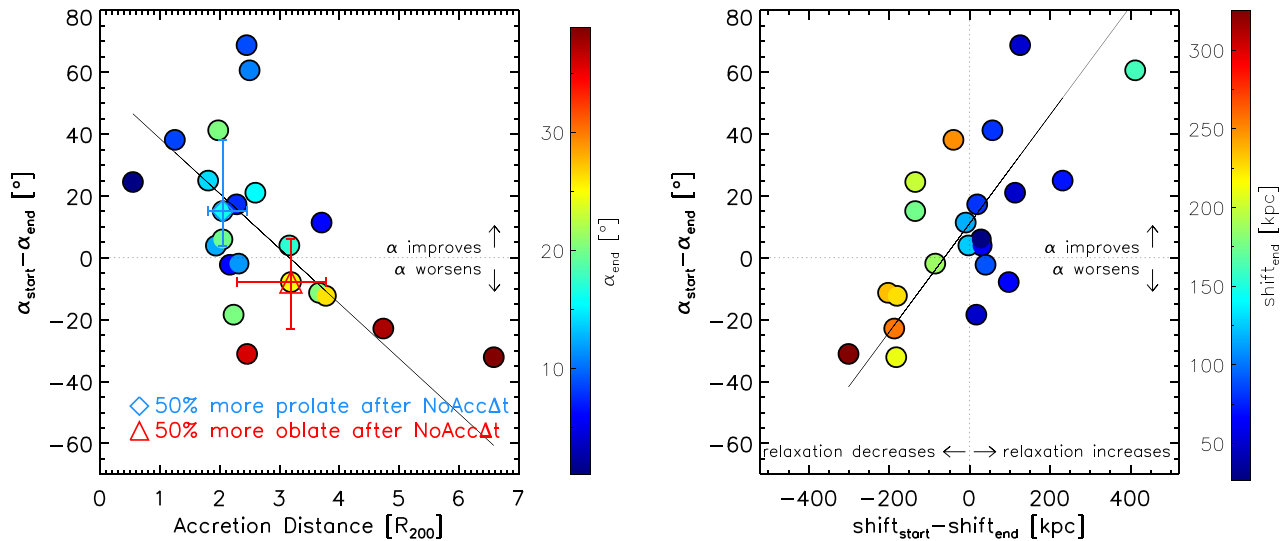 80
60
40
20
0
−20
−40
−60
α_start−α_end [°]
α improves
α worsens
50% more prolate after NoAccΔt
50% more oblate after NoAccΔt
0 1 2 3 4 5 6 7
Accretion Distance [R_200]
30
20
10
α_end [°]
80
60
40
20
0
−20
−40
−60
α_start−α_end [°]
α improves
α worsens
relaxation decreases
relaxation increases
−400 −200 0 200 400
shift_start−shift_end [kpc]
300
250
200
150
100
50
shift_end [kpc]